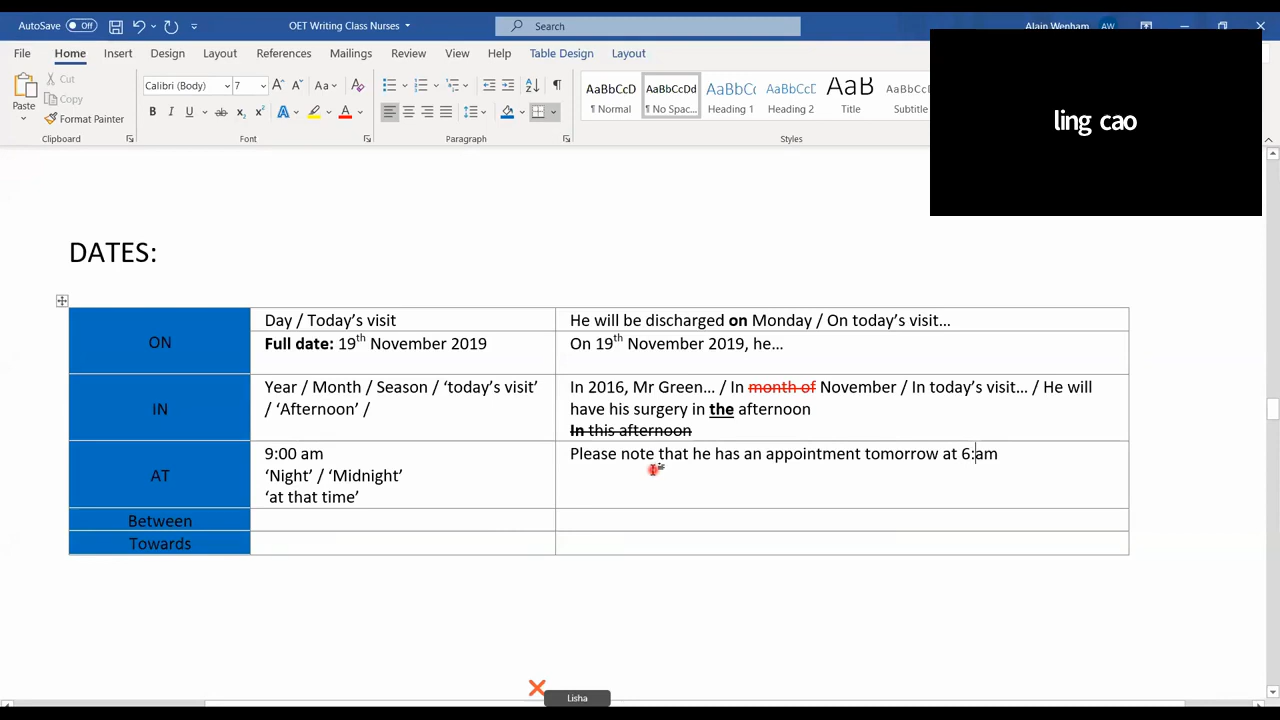 AutoSave Off OET Writing Class Nurses Search Alain Wenham AW
File Home Insert Design Layout References Mailings Review View Help Table Design Layout
Paste Cut Copy Format Painter Clipboard
Calibri (Body) 7 Font
Paragraph
AaBbCcD ¶ Normal
AaBbCcDd ¶ No Spac...
AaBbCc Heading 1
AaBbCcD Heading 2
AaB Title
AaBbCcD Subtitle
Styles
ling cao
DATES:
ON
Day / Today’s visit
He will be discharged on Monday / On today’s visit…
Full date: 19th November 2019
On 19th November 2019, he…
IN
Year / Month / Season / ‘today’s visit’
/ ‘Afternoon’ /
In 2016, Mr Green… / In month of November / In today’s visit… / He will
have his surgery in the afternoon
In this afternoon
AT
9:00 am
‘Night’ / ‘Midnight’
‘at that time’
Please note that he has an appointment tomorrow at 6:am
Between
Towards
Lisha